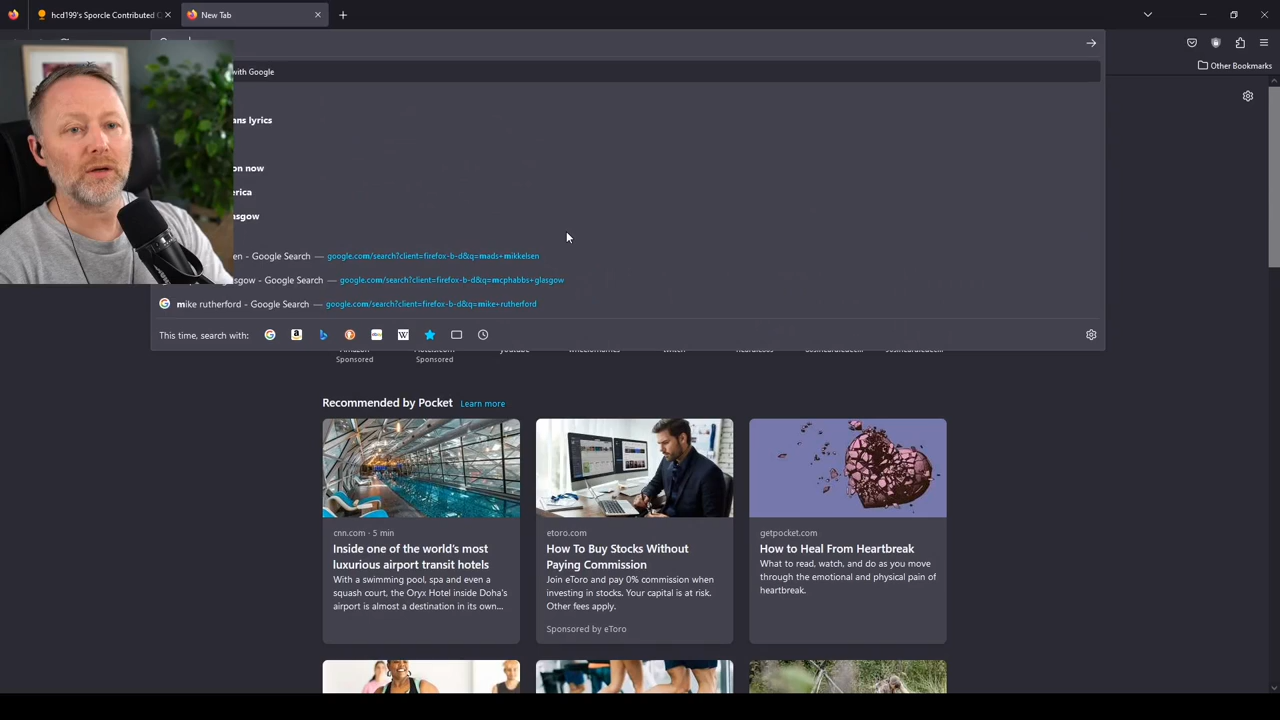 hcd199's Sporcle Contributed
New Tab
Other Bookmarks
with Google
ans lyrics
on now
erica
sgow
en - Google Search — google.com/search?client=firefox-b-d&q=mads+mikkelsen
sgow - Google Search — google.com/search?client=firefox-b-d&q=mcphabbs+glasgow
mike rutherford - Google Search — google.com/search?client=firefox-b-d&q=mike+rutherford
This time, search with:
Sponsored
Sponsored
Recommended by Pocket Learn more
cnn.com · 5 min
Inside one of the world's most
luxurious airport transit hotels
With a swimming pool, spa and even a
squash court, the Oryx Hotel inside Doha's
airport is almost a destination in its own...
etoro.com
How To Buy Stocks Without
Paying Commission
Join eToro and pay 0% commission when
investing in stocks. Your capital is at risk.
Other fees apply.
Sponsored by eToro
getpocket.com
How to Heal From Heartbreak
What to read, watch, and do as you move
through the emotional and physical pain of
heartbreak.